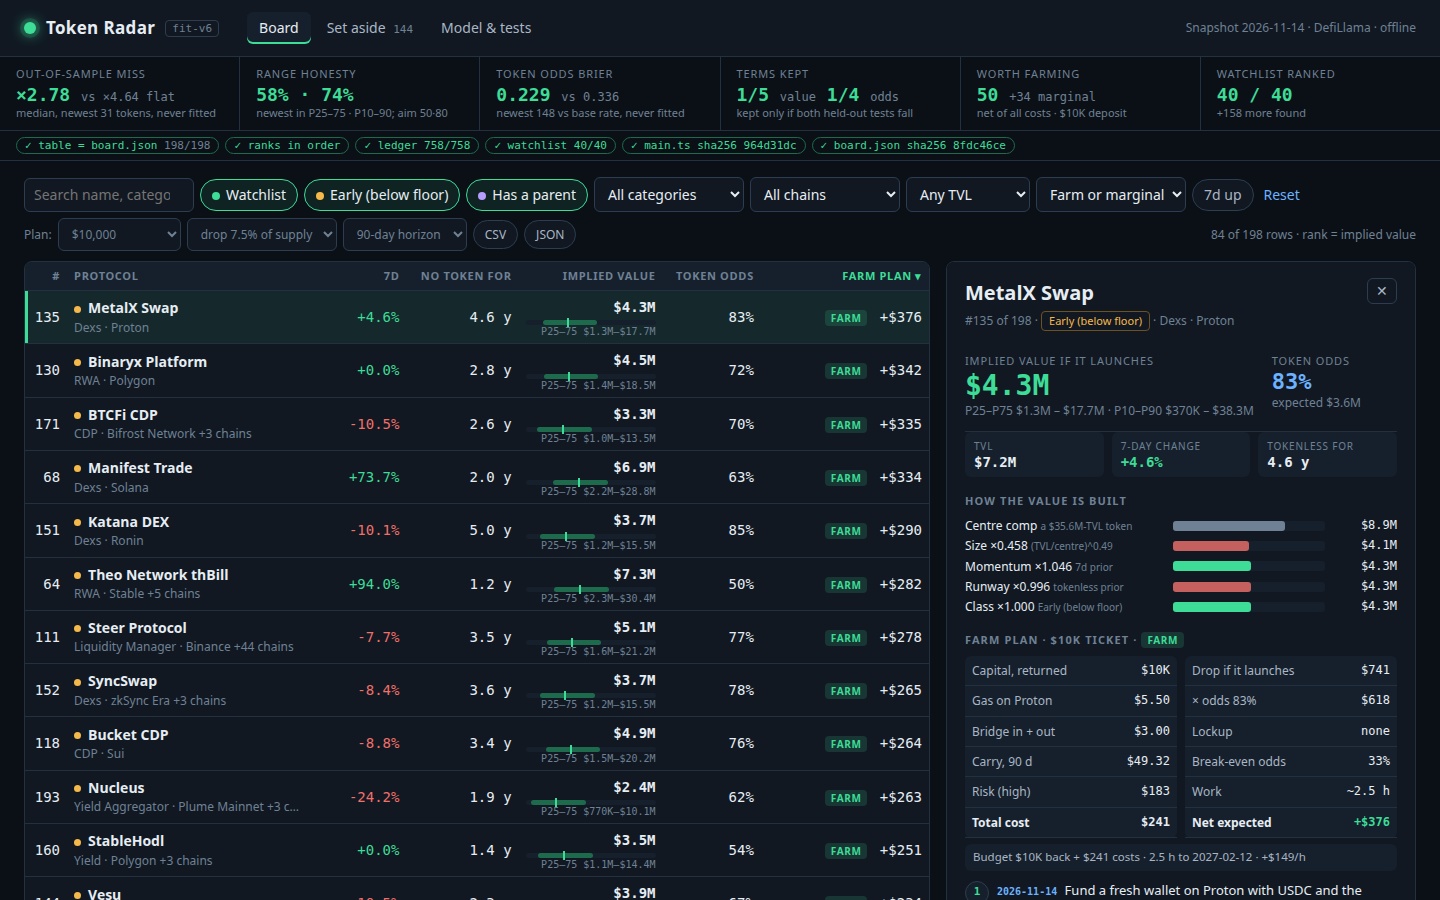 Token Radar fit-v6 Board Set aside 144 Model & tests Snapshot 2026-11-14 · DefiLlama · offline
OUT-OF-SAMPLE MISS
×2.78 vs ×4.64 flat
median, newest 31 tokens, never fitted
RANGE HONESTY
58% · 74%
newest in P25–75 · P10–90; aim 50·80
TOKEN ODDS BRIER
0.229 vs 0.336
newest 148 vs base rate, never fitted
TERMS KEPT
1/5 value 1/4 odds
kept only if both held-out tests fall
WORTH FARMING
50 +34 marginal
net of all costs · $10K deposit
WATCHLIST RANKED
40 / 40
+158 more found
✓ table = board.json 198/198 ✓ ranks in order ✓ ledger 758/758 ✓ watchlist 40/40 ✓ main.ts sha256 964d31dc ✓ board.json sha256 8fdc46ce
Search name, catego Watchlist Early (below floor) Has a parent All categories All chains Any TVL Farm or marginal 7d up Reset
Plan: $10,000 drop 7.5% of supply 90-day horizon CSV JSON 84 of 198 rows · rank = implied value
# PROTOCOL 7D NO TOKEN FOR IMPLIED VALUE TOKEN ODDS FARM PLAN ▾
135 MetalX Swap +4.6% 4.6 y $4.3M 83% FARM +$376
Dexs · Proton P25–75 $1.3M–$17.7M
130 Binaryx Platform +0.0% 2.8 y $4.5M 72% FARM +$342
RWA · Polygon P25–75 $1.4M–$18.5M
171 BTCFi CDP -10.5% 2.6 y $3.3M 70% FARM +$335
CDP · Bifrost Network +3 chains P25–75 $1.0M–$13.5M
68 Manifest Trade +73.7% 2.0 y $6.9M 63% FARM +$334
Dexs · Solana P25–75 $2.2M–$28.8M
151 Katana DEX -10.1% 5.0 y $3.7M 85% FARM +$290
Dexs · Ronin P25–75 $1.2M–$15.5M
64 Theo Network thBill +94.0% 1.2 y $7.3M 50% FARM +$282
RWA · Stable +5 chains P25–75 $2.3M–$30.4M
111 Steer Protocol -7.7% 3.5 y $5.1M 77% FARM +$278
Liquidity Manager · Binance +44 chains P25–75 $1.6M–$21.2M
152 SyncSwap -8.4% 3.6 y $3.7M 78% FARM +$265
Dexs · zkSync Era +3 chains P25–75 $1.2M–$15.5M
118 Bucket CDP -8.8% 3.4 y $4.9M 76% FARM +$264
CDP · Sui P25–75 $1.5M–$20.2M
193 Nucleus -24.2% 1.9 y $2.4M 62% FARM +$263
Yield Aggregator · Plume Mainnet +3 c... P25–75 $770K–$10.1M
160 StableHodl +0.0% 1.4 y $3.5M 54% FARM +$251
Yield · Polygon +3 chains P25–75 $1.1M–$14.4M
Vesu $3.9M
MetalX Swap ✕
#135 of 198 · Early (below floor) · Dexs · Proton
IMPLIED VALUE IF IT LAUNCHES
$4.3M
P25–P75 $1.3M – $17.7M · P10–P90 $370K – $38.3M
TOKEN ODDS
83%
expected $3.6M
TVL
$7.2M
7-DAY CHANGE
+4.6%
TOKENLESS FOR
4.6 y
HOW THE VALUE IS BUILT
Centre comp a $35.6M-TVL token $8.9M
Size ×0.458 (TVL/centre)^0.49 $4.1M
Momentum ×1.046 7d prior $4.3M
Runway ×0.996 tokenless prior $4.3M
Class ×1.000 Early (below floor) $4.3M
FARM PLAN · $10K TICKET · FARM
Capital, returned $10K Drop if it launches $741
Gas on Proton $5.50 × odds 83% $618
Bridge in + out $3.00 Lockup none
Carry, 90 d $49.32 Break-even odds 33%
Risk (high) $183 Work ~2.5 h
Total cost $241 Net expected +$376
Budget $10K back + $241 costs · 2.5 h to 2027-02-12 · +$149/h
1 2026-11-14 Fund a fresh wallet on Proton with USDC and the